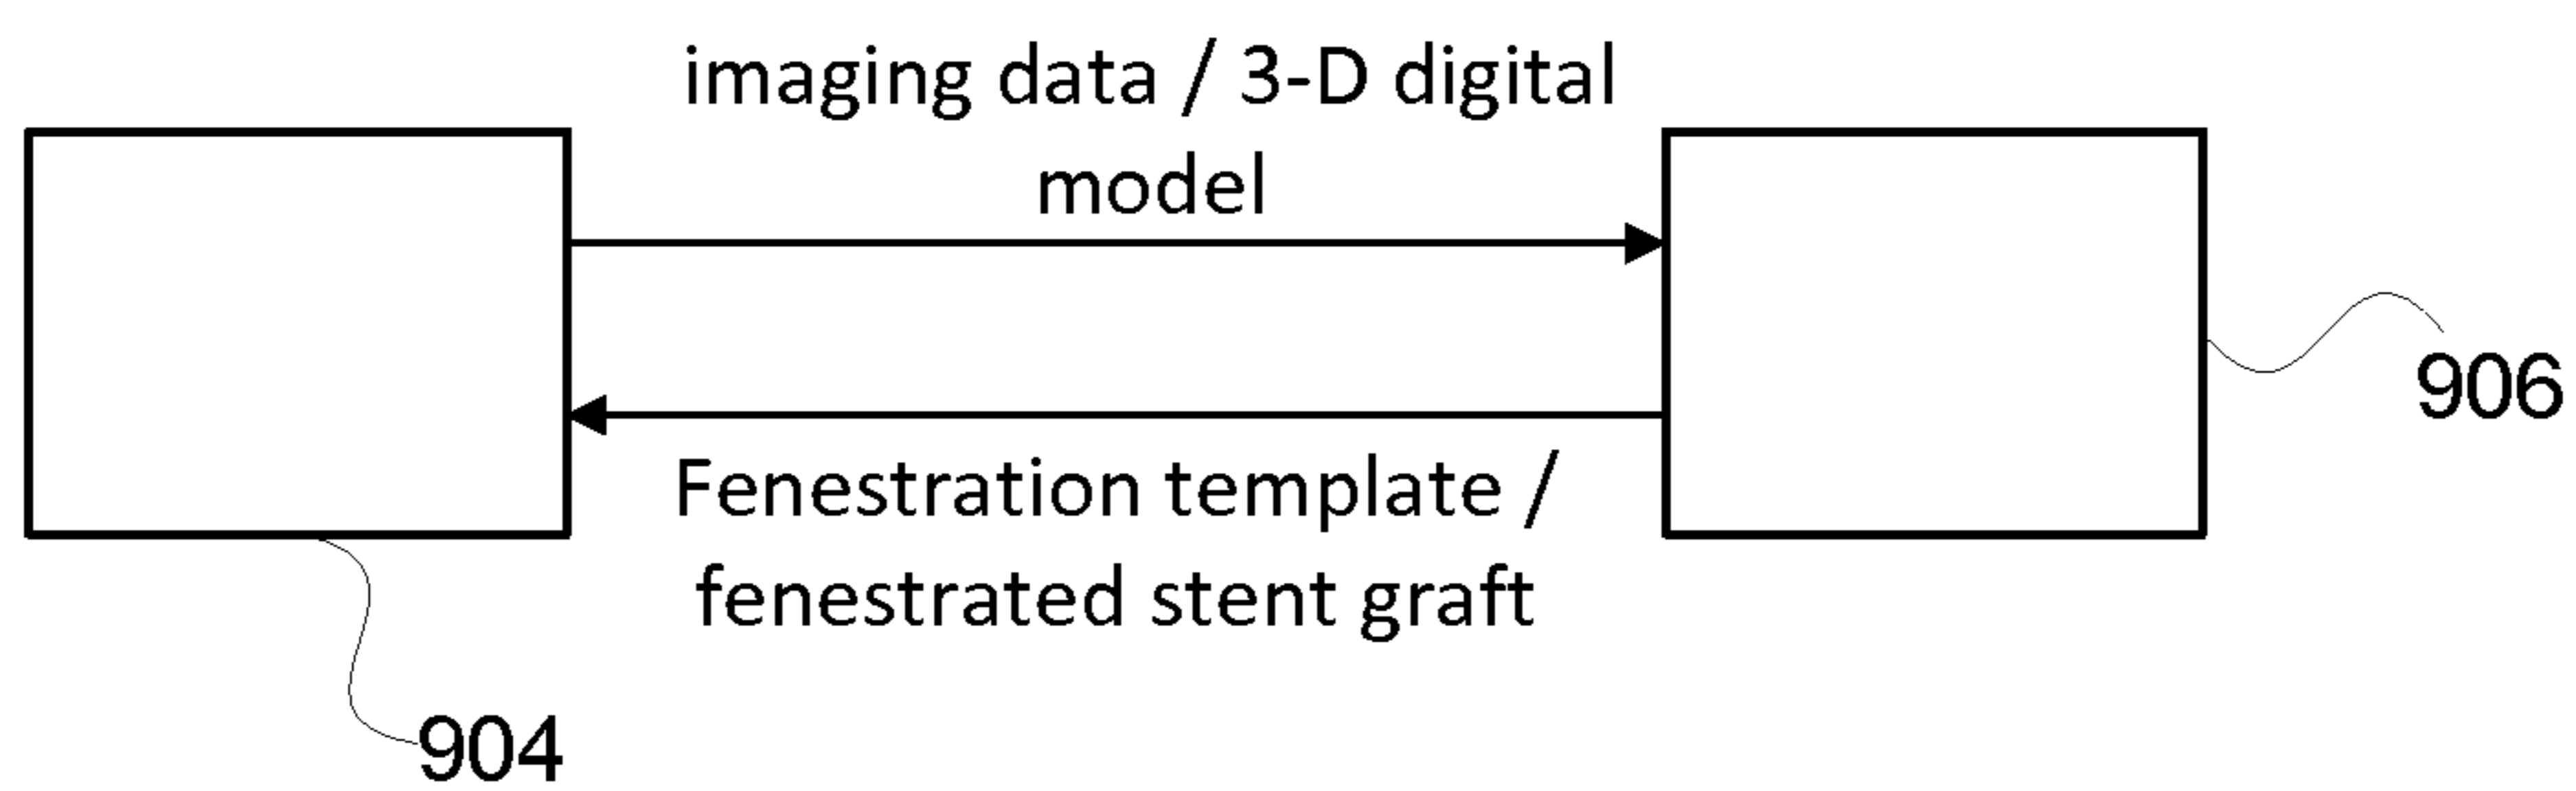 imaging data / 3-D digital
model
906
Fenestration template /
fenestrated stent graft
904